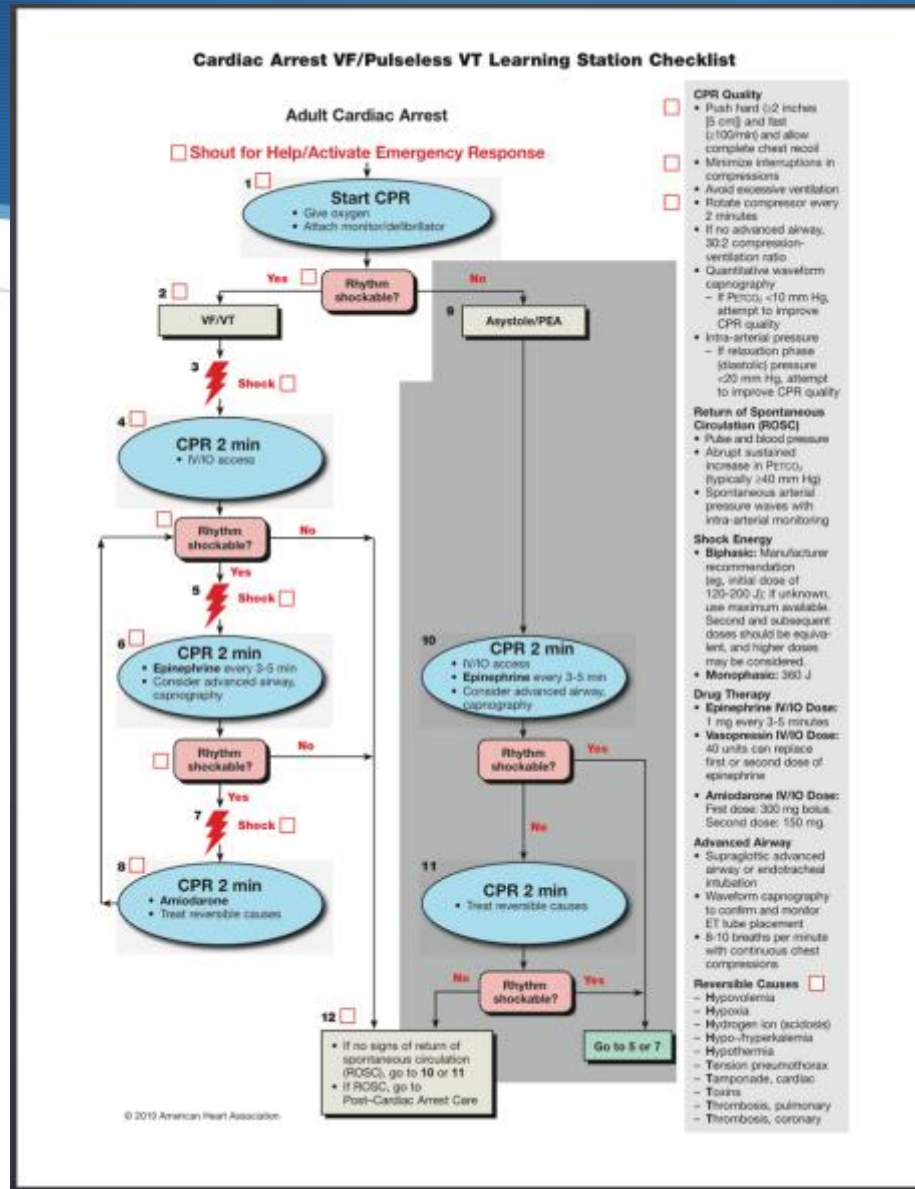 Cardiac Arrest VF/Pulseless VT Learning Station Checklist
Adult Cardiac Arrest
Shout for Help/Activate Emergency Response
1
Start CPR
• Give oxygen
• Attach monitor/defibrillator
Rhythm
shockable?
Yes
No
2
VF/VT
9
Asystole/PEA
3
Shock
4
CPR 2 min
• IV/IO access
Rhythm
shockable?
No
Yes
5
Shock
6
CPR 2 min
• Epinephrine every 3-5 min
• Consider advanced airway,
capnography
Rhythm
shockable?
No
Yes
7
Shock
8
CPR 2 min
• Amiodarone
• Treat reversible causes
10
CPR 2 min
• IV/IO access
• Epinephrine every 3-5 min
• Consider advanced airway,
capnography
Rhythm
shockable?
Yes
No
11
CPR 2 min
• Treat reversible causes
No
Rhythm
shockable?
Yes
12
• If no signs of return of
spontaneous circulation
(ROSC), go to 10 or 11
• If ROSC, go to
Post–Cardiac Arrest Care
Go to 5 or 7
CPR Quality
• Push hard (≥2 inches
[5 cm]) and fast
(≥100/min) and allow
complete chest recoil
• Minimize interruptions in
compressions
• Avoid excessive ventilation
• Rotate compressor every
2 minutes
• If no advanced airway,
30:2 compression-
ventilation ratio
• Quantitative waveform
capnography
– If PETCO₂ <10 mm Hg,
attempt to improve
CPR quality
• Intra-arterial pressure
– If relaxation phase
(diastolic) pressure
<20 mm Hg, attempt
to improve CPR quality
Return of Spontaneous
Circulation (ROSC)
• Pulse and blood pressure
• Abrupt sustained
increase in PETCO₂
(typically ≥40 mm Hg)
• Spontaneous arterial
pressure waves with
intra-arterial monitoring
Shock Energy
• Biphasic: Manufacturer
recommendation
(eg, initial dose of
120-200 J); if unknown,
use maximum available.
Second and subsequent
doses should be equiva-
lent, and higher doses
may be considered.
• Monophasic: 360 J
Drug Therapy
• Epinephrine IV/IO Dose:
1 mg every 3-5 minutes
• Vasopressin IV/IO Dose:
40 units can replace
first or second dose of
epinephrine
• Amiodarone IV/IO Dose:
First dose: 300 mg bolus.
Second dose: 150 mg.
Advanced Airway
• Supraglottic advanced
airway or endotracheal
intubation
• Waveform capnography
to confirm and monitor
ET tube placement
• 8-10 breaths per minute
with continuous chest
compressions
Reversible Causes
– Hypovolemia
– Hypoxia
– Hydrogen ion (acidosis)
– Hypo-/hyperkalemia
– Hypothermia
– Tension pneumothorax
– Tamponade, cardiac
– Toxins
– Thrombosis, pulmonary
– Thrombosis, coronary
© 2010 American Heart Association